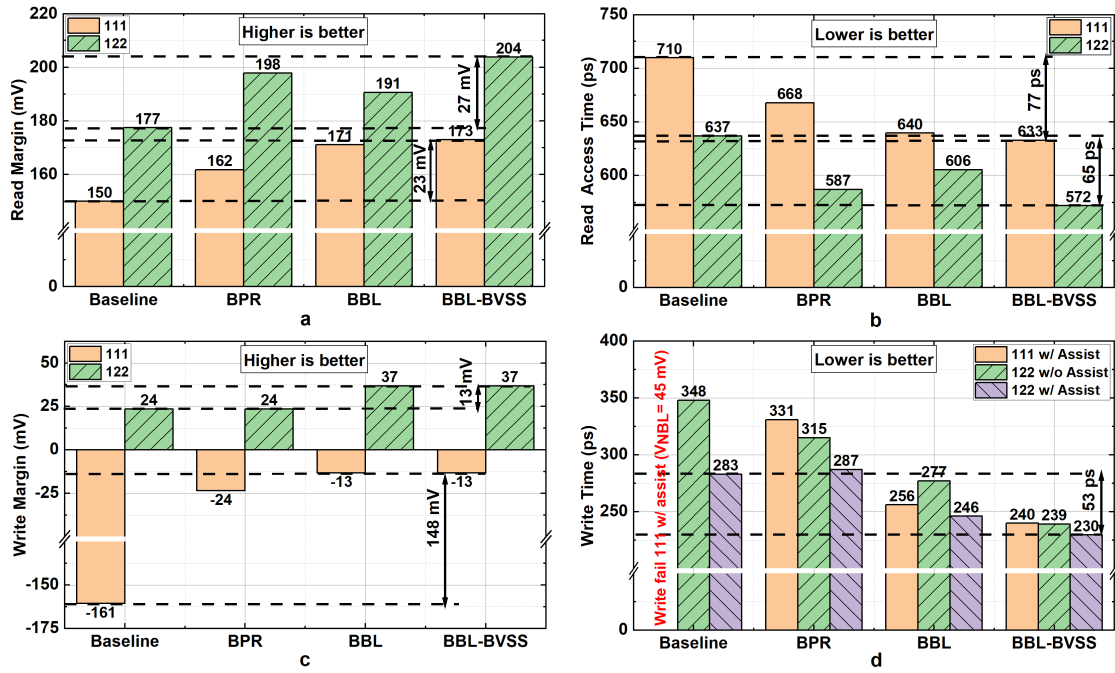 111
122
Higher is better
Read Margin (mV)
200
180
160
0
150
177
162
198
171
191
173
204
27 mV
23 mV
Baseline
BPR
BBL
BBL-BVSS
a
111
122
Lower is better
Read Access Time (ps)
700
650
600
0
710
637
668
587
640
606
633
572
77 ps
65 ps
Baseline
BPR
BBL
BBL-BVSS
b
111
122
Higher is better
Write Margin (mV)
50
25
0
-25
-150
-175
-161
24
-24
24
-13
37
-13
37
13 mV
148 mV
Baseline
BPR
BBL
BBL-BVSS
c
111 w/ Assist
122 w/o Assist
122 w/ Assist
Lower is better
Write Time (ps)
400
350
300
250
0
Write fail 111 w/ assist (VNBL= 45 mV)
348
283
331
315
287
256
277
246
240
239
230
53 ps
Baseline
BPR
BBL
BBL-BVSS
d